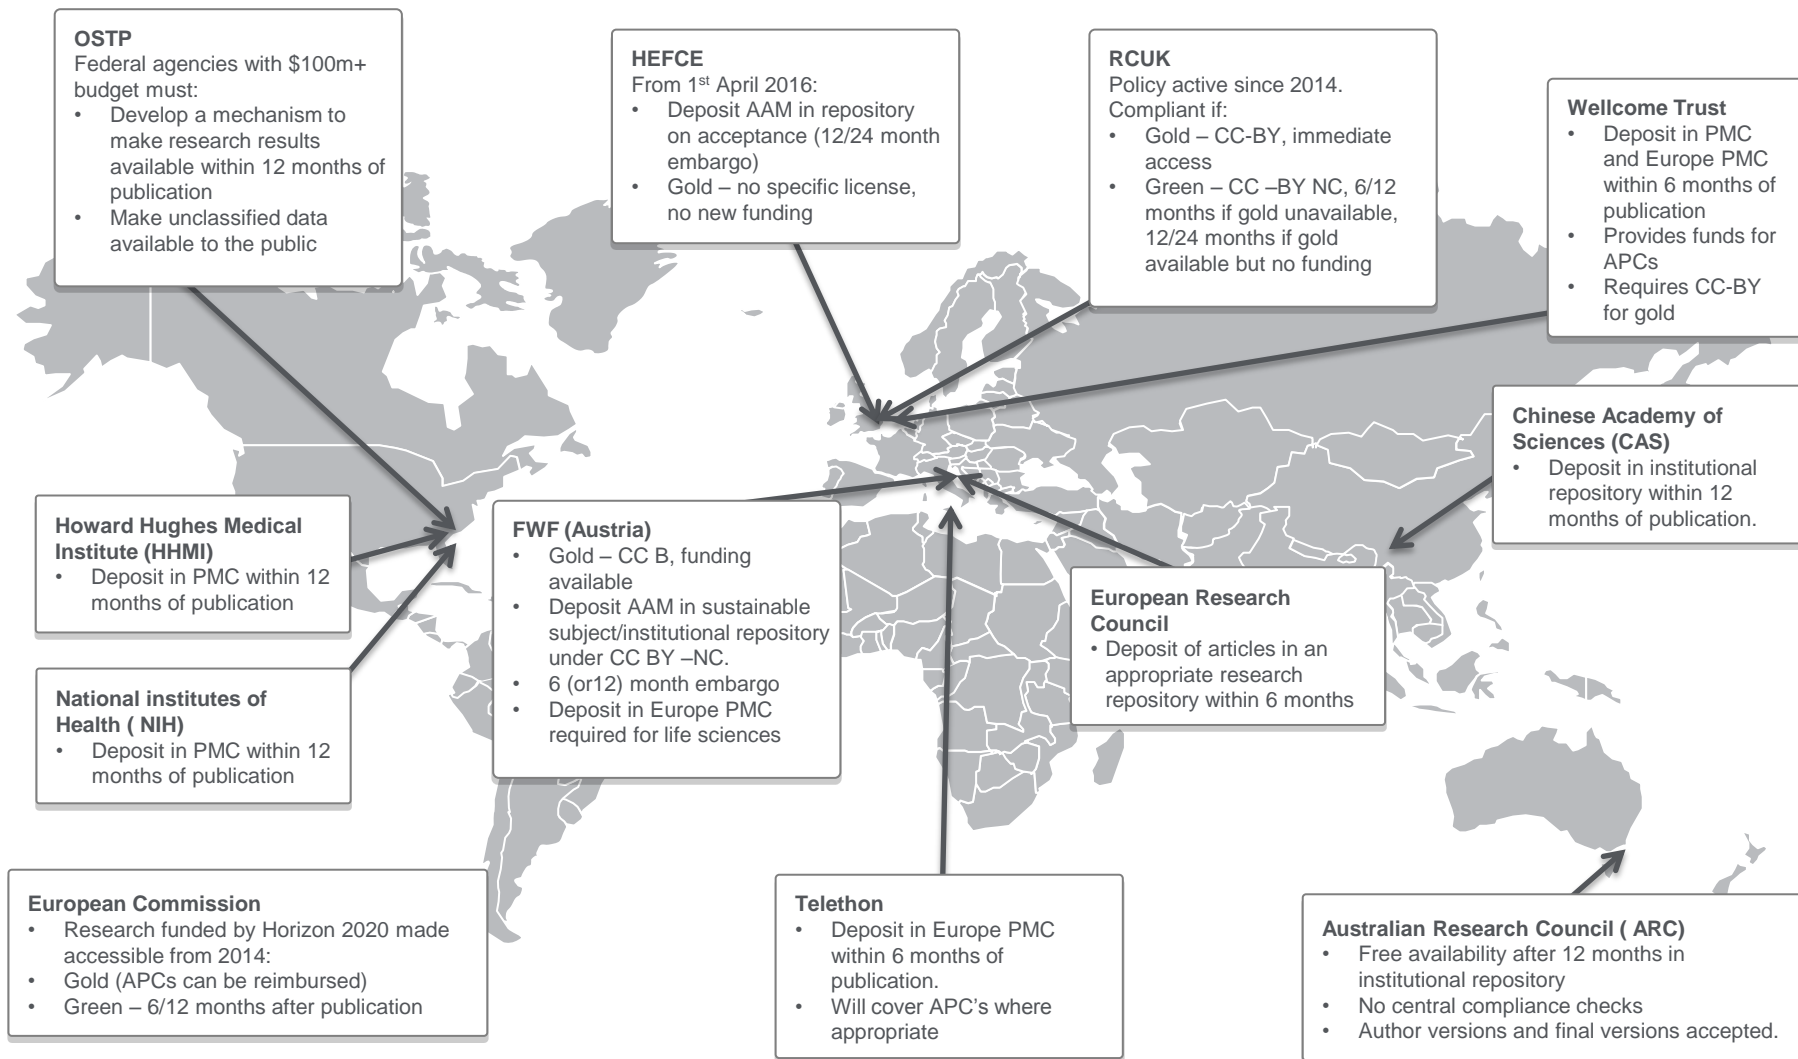 OSTP
Federal agencies with $100m+
budget must:
• Develop a mechanism to
make research results
available within 12 months of
publication
• Make unclassified data
available to the public
HEFCE
From 1st April 2016:
• Deposit AAM in repository
on acceptance (12/24 month
embargo)
• Gold – no specific license,
no new funding
RCUK
Policy active since 2014.
Compliant if:
• Gold – CC-BY, immediate
access
• Green – CC –BY NC, 6/12
months if gold unavailable,
12/24 months if gold
available but no funding
Wellcome Trust
• Deposit in PMC
and Europe PMC
within 6 months of
publication
• Provides funds for
APCs
• Requires CC-BY
for gold
Chinese Academy of
Sciences (CAS)
• Deposit in institutional
repository within 12
months of publication.
Howard Hughes Medical
Institute (HHMI)
• Deposit in PMC within 12
months of publication
FWF (Austria)
• Gold – CC B, funding
available
• Deposit AAM in sustainable
subject/institutional repository
under CC BY –NC.
• 6 (or12) month embargo
• Deposit in Europe PMC
required for life sciences
European Research
Council
• Deposit of articles in an
appropriate research
repository within 6 months
National institutes of
Health ( NIH)
• Deposit in PMC within 12
months of publication
European Commission
• Research funded by Horizon 2020 made
accessible from 2014:
• Gold (APCs can be reimbursed)
• Green – 6/12 months after publication
Telethon
• Deposit in Europe PMC
within 6 months of
publication.
• Will cover APC's where
appropriate
Australian Research Council ( ARC)
• Free availability after 12 months in
institutional repository
• No central compliance checks
• Author versions and final versions accepted.